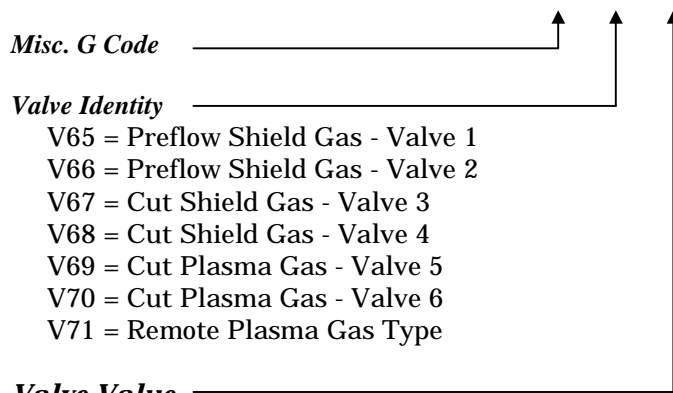 Misc. G Code
Valve Identity
V65 = Preflow Shield Gas - Valve 1
V66 = Preflow Shield Gas - Valve 2
V67 = Cut Shield Gas - Valve 3
V68 = Cut Shield Gas - Valve 4
V69 = Cut Plasma Gas - Valve 5
V70 = Cut Plasma Gas - Valve 6
V71 = Remote Plasma Gas Type
Valve Value